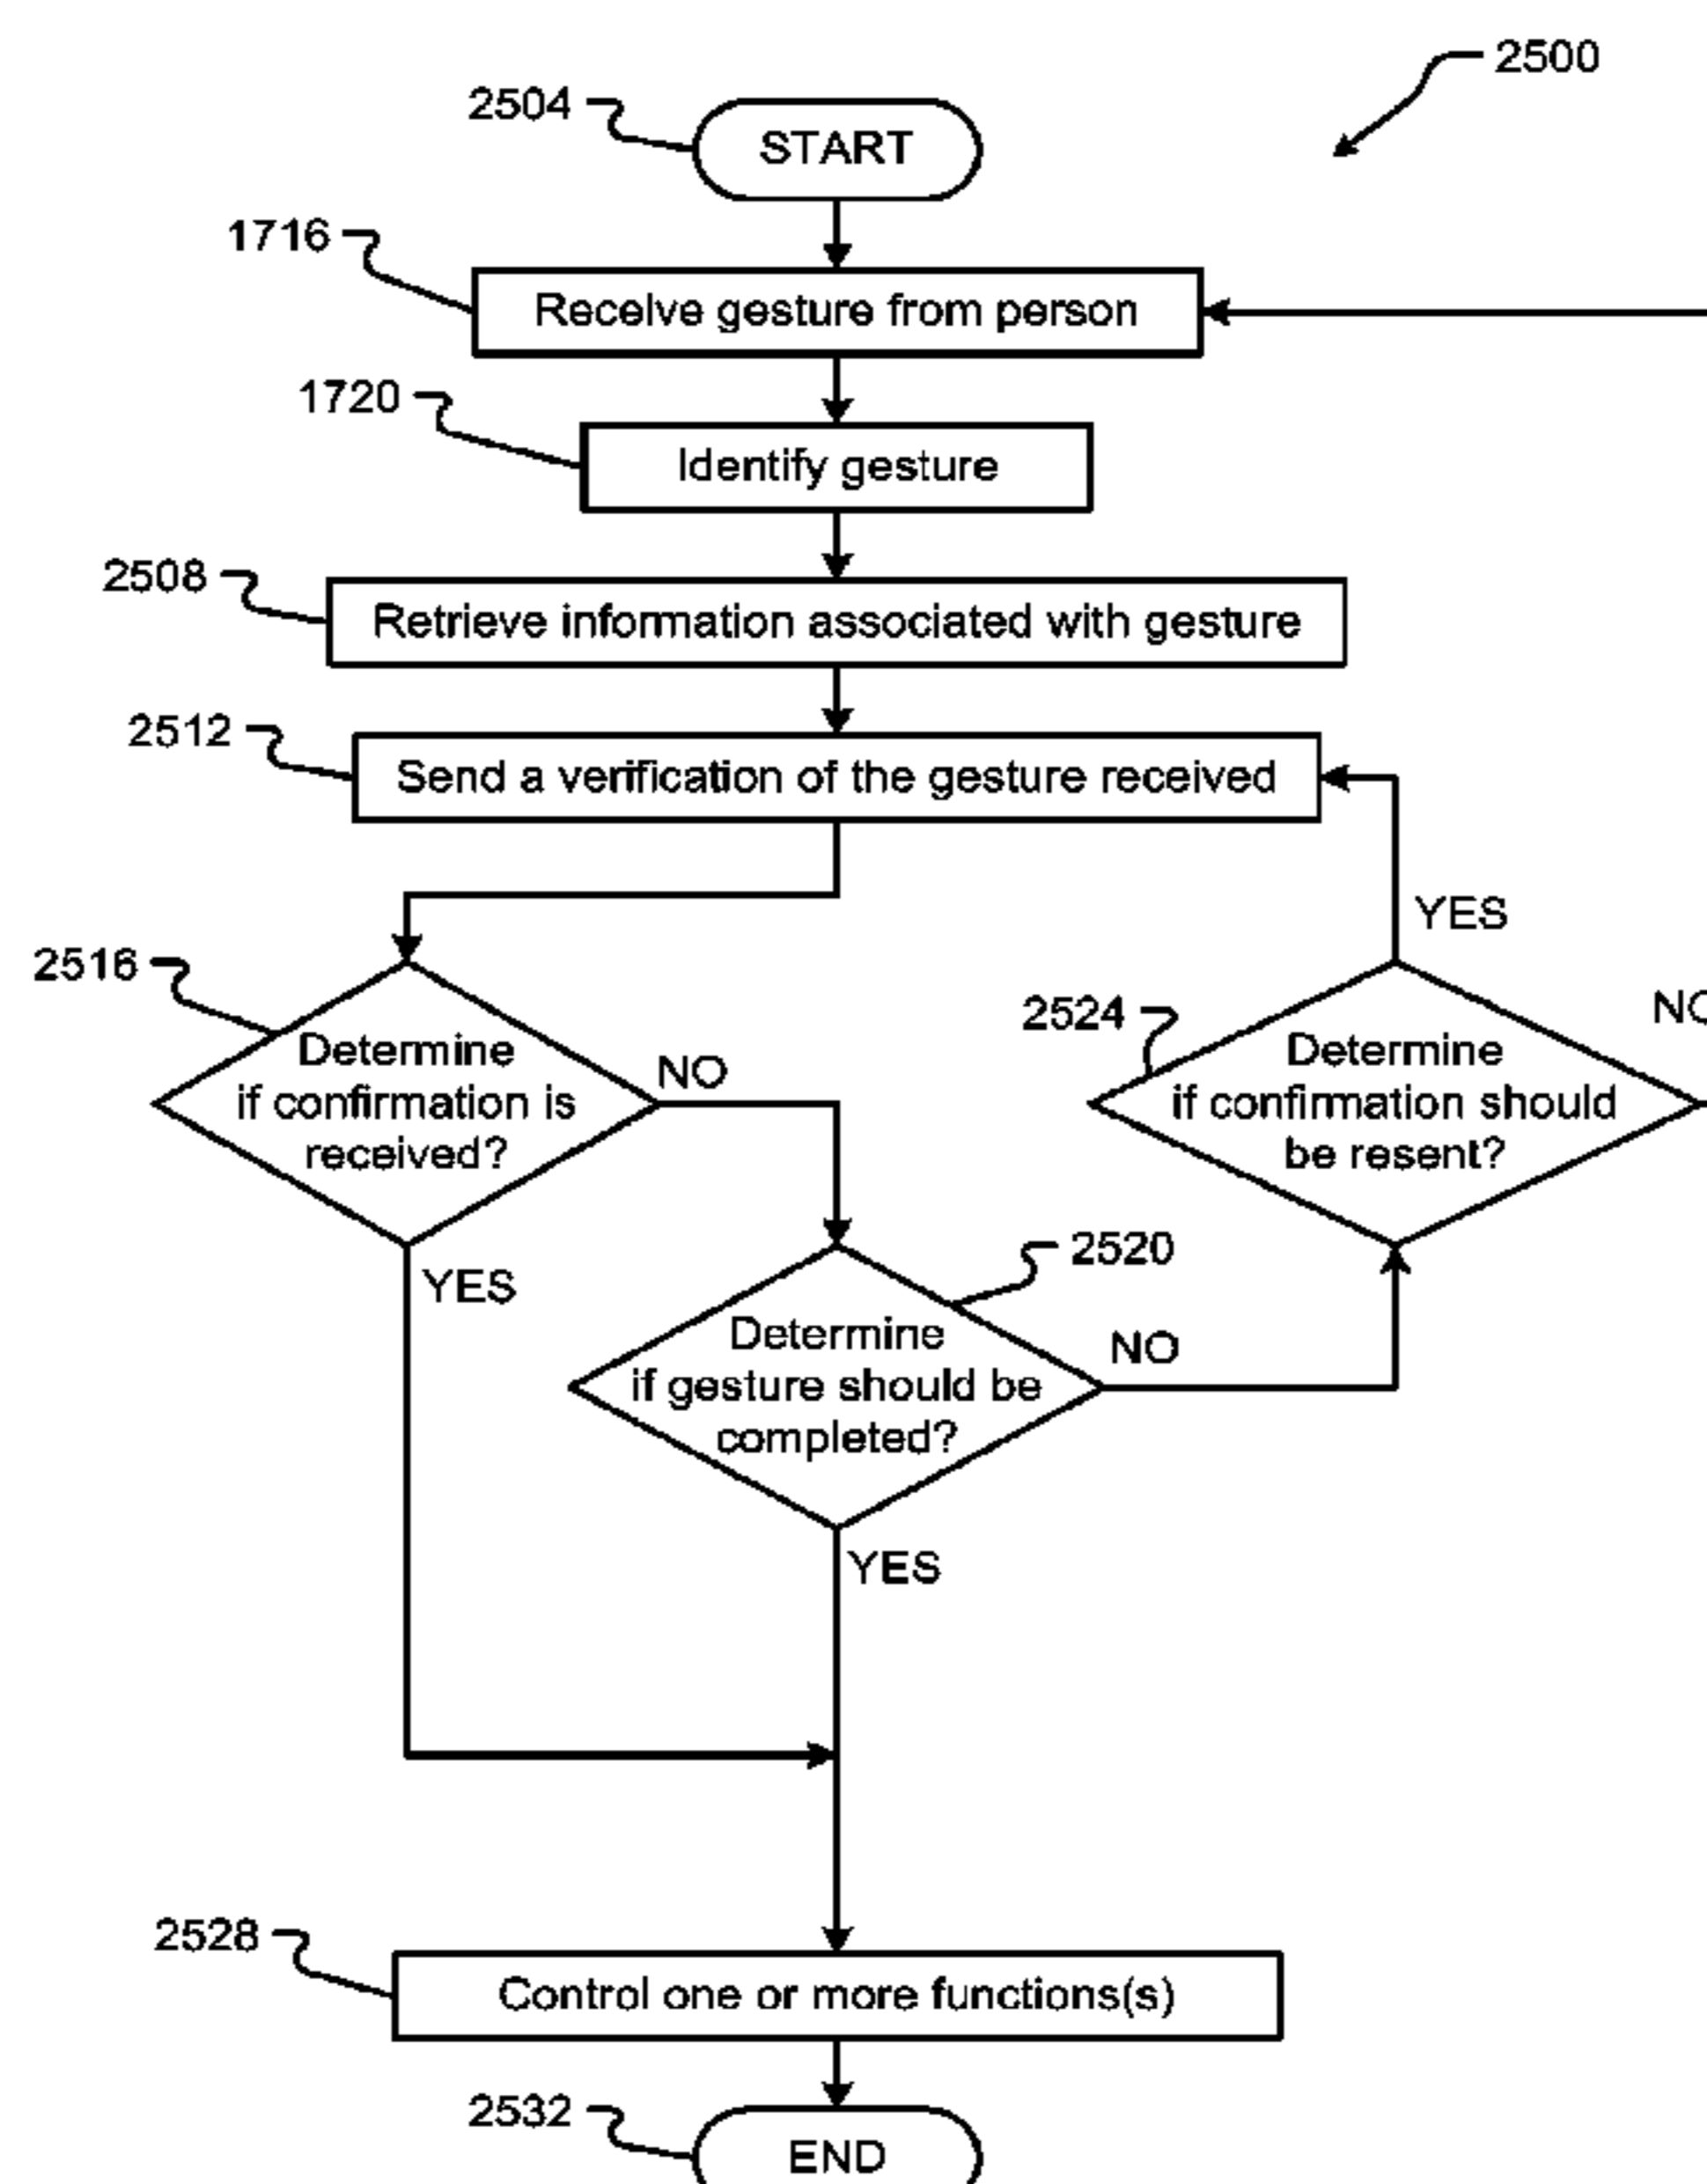 2500
2504
START
1716
Receive gesture from person
1720
Identify gesture
2508
Retrieve information associated with gesture
2512
Send a verification of the gesture received
YES
2516
Determine
if confirmation is
received?
NO
2524
Determine
if confirmation should
be resent?
NO
YES
2520
Determine
if gesture should be
completed?
NO
YES
2528
Control one or more functions(s)
2532
END